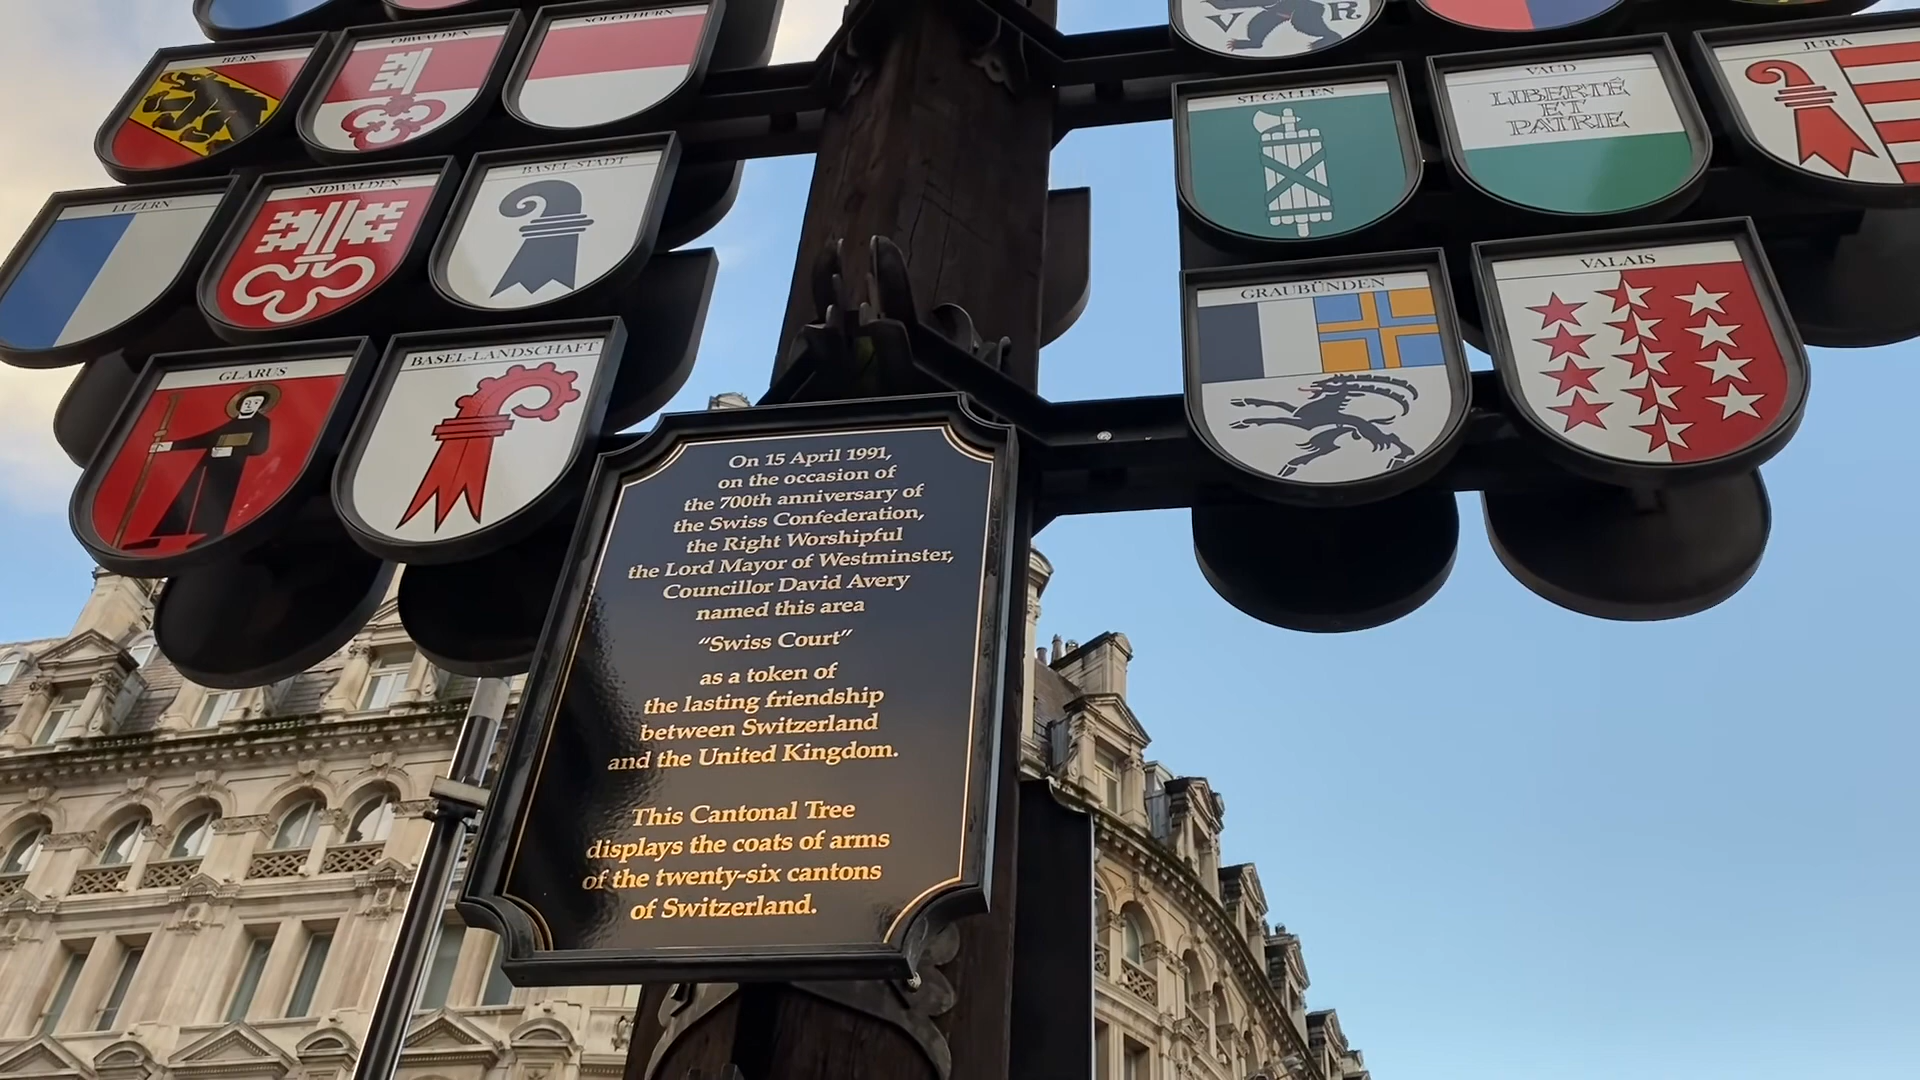 SOLOTHURN
V R
OBWALDEN
BERN
JURA
VAUD
LIBERTÉ
ET
PATRIE
ST. GALLEN
BASEL-STADT
NIDWALDEN
LUZERN
VALAIS
GRAUBÜNDEN
BASEL-LANDSCHAFT
GLARUS
On 15 April 1991,
on the occasion of
the 700th anniversary of
the Swiss Confederation,
the Right Worshipful
the Lord Mayor of Westminster,
Councillor David Avery
named this area
“Swiss Court”
as a token of
the lasting friendship
between Switzerland
and the United Kingdom.
This Cantonal Tree
displays the coats of arms
of the twenty-six cantons
of Switzerland.